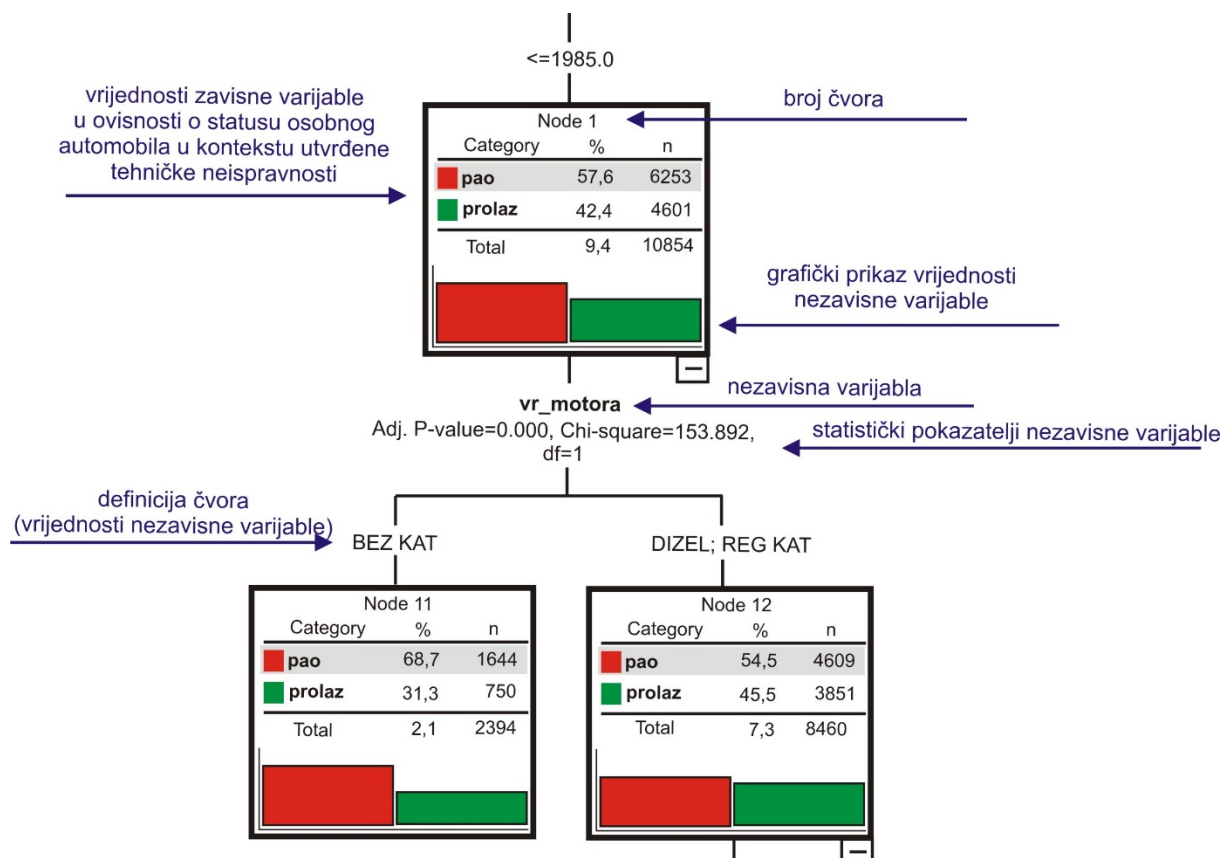 <=1985.0
vrijednosti zavisne varijable
u ovisnosti o statusu osobnog
automobila u kontekstu utvrđene
tehničke neispravnosti
broj čvora
Node 1
Category % n
pao 57,6 6253
prolaz 42,4 4601
Total 9,4 10854
grafički prikaz vrijednosti
nezavisne varijable
vr_motora
nezavisna varijabla
Adj. P-value=0.000, Chi-square=153.892,
df=1
statistički pokazatelji nezavisne varijable
definicija čvora
(vrijednosti nezavisne varijable)
BEZ KAT
DIZEL; REG KAT
Node 11
Category % n
pao 68,7 1644
prolaz 31,3 750
Total 2,1 2394
Node 12
Category % n
pao 54,5 4609
prolaz 45,5 3851
Total 7,3 8460